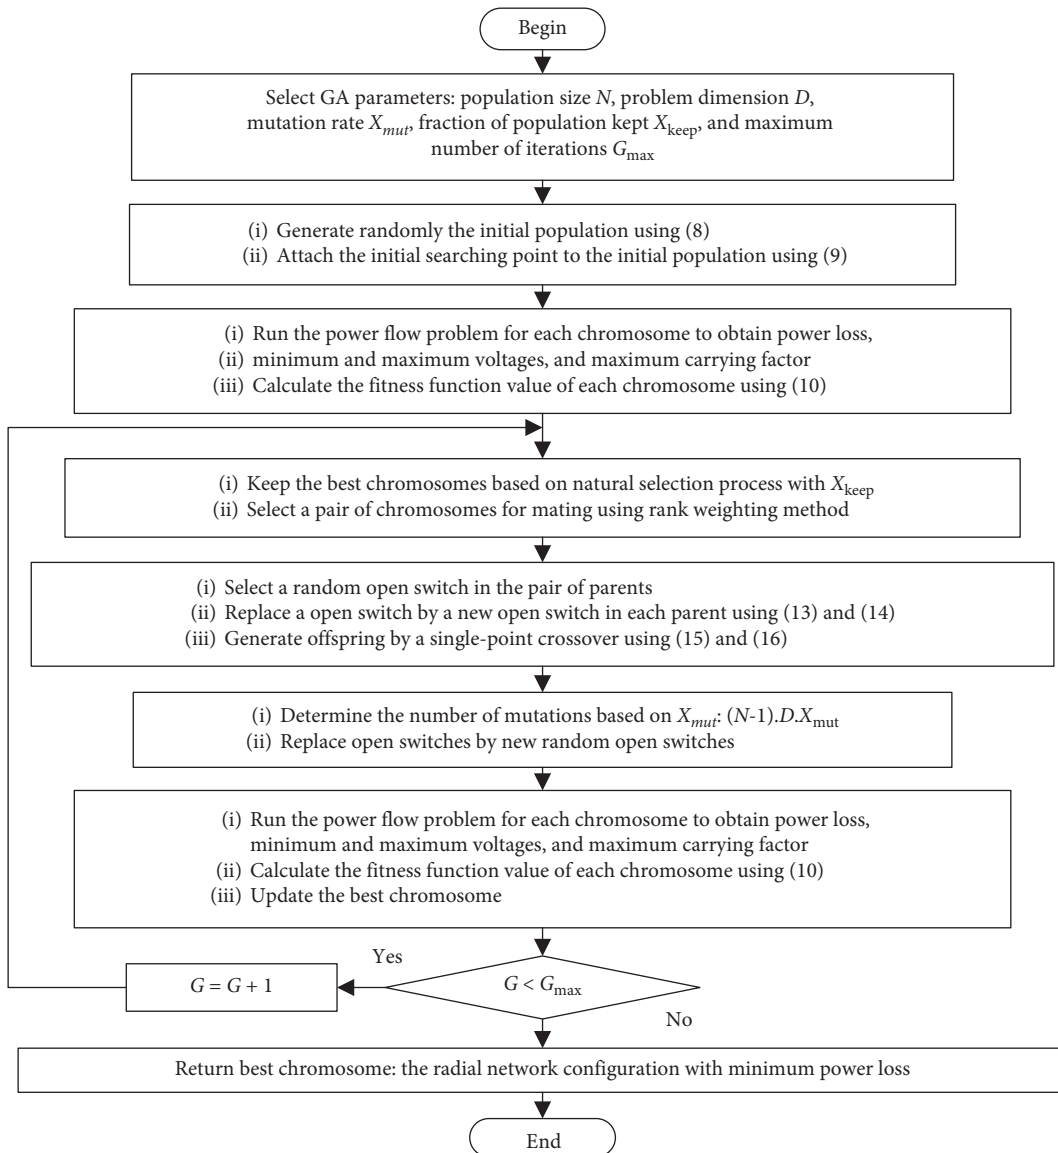 Begin
Select GA parameters: population size N, problem dimension D,
mutation rate X_mut, fraction of population kept X_keep, and maximum
number of iterations G_max
(i) Generate randomly the initial population using (8)
(ii) Attach the initial searching point to the initial population using (9)
(i) Run the power flow problem for each chromosome to obtain power loss,
(ii) minimum and maximum voltages, and maximum carrying factor
(iii) Calculate the fitness function value of each chromosome using (10)
(i) Keep the best chromosomes based on natural selection process with X_keep
(ii) Select a pair of chromosomes for mating using rank weighting method
(i) Select a random open switch in the pair of parents
(ii) Replace a open switch by a new open switch in each parent using (13) and (14)
(iii) Generate offspring by a single-point crossover using (15) and (16)
(i) Determine the number of mutations based on X_mut: (N-1).D.X_mut
(ii) Replace open switches by new random open switches
(i) Run the power flow problem for each chromosome to obtain power loss,
minimum and maximum voltages, and maximum carrying factor
(ii) Calculate the fitness function value of each chromosome using (10)
(iii) Update the best chromosome
Yes
G = G + 1
G < G_max
No
Return best chromosome: the radial network configuration with minimum power loss
End